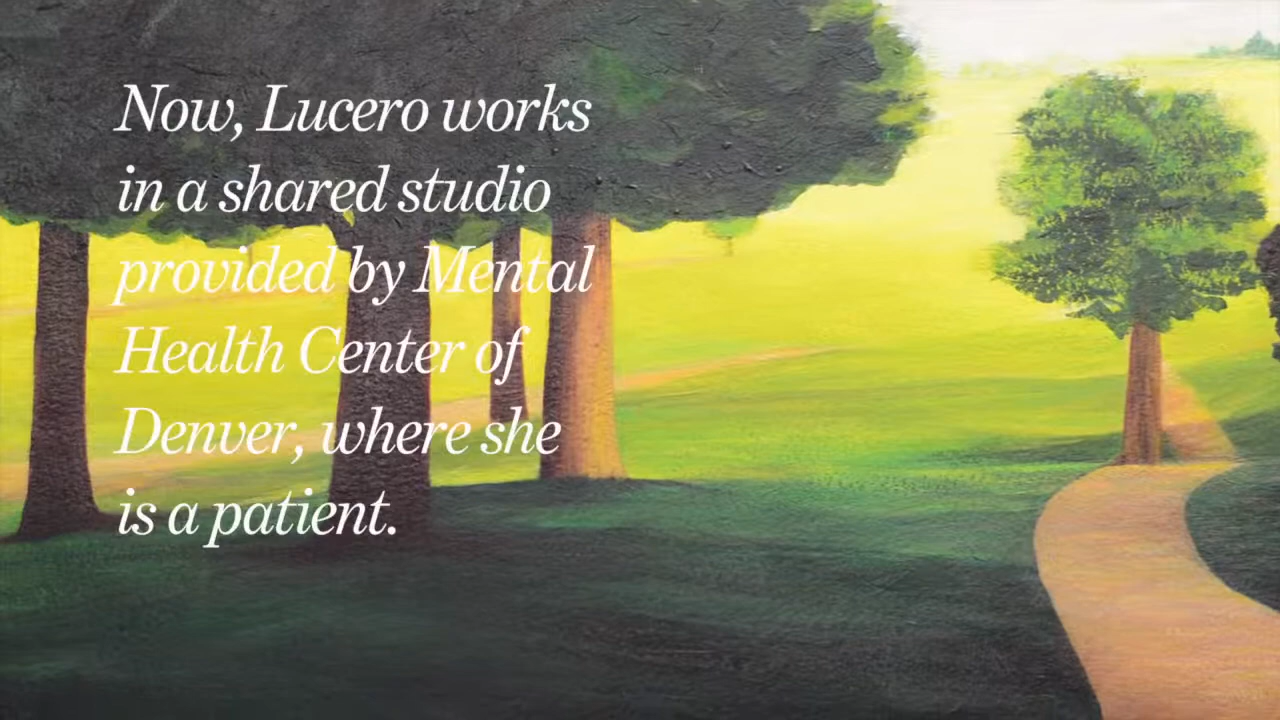 Now, Lucero works
in a shared studio
provided by Mental
Health Center of
Denver, where she
is a patient.